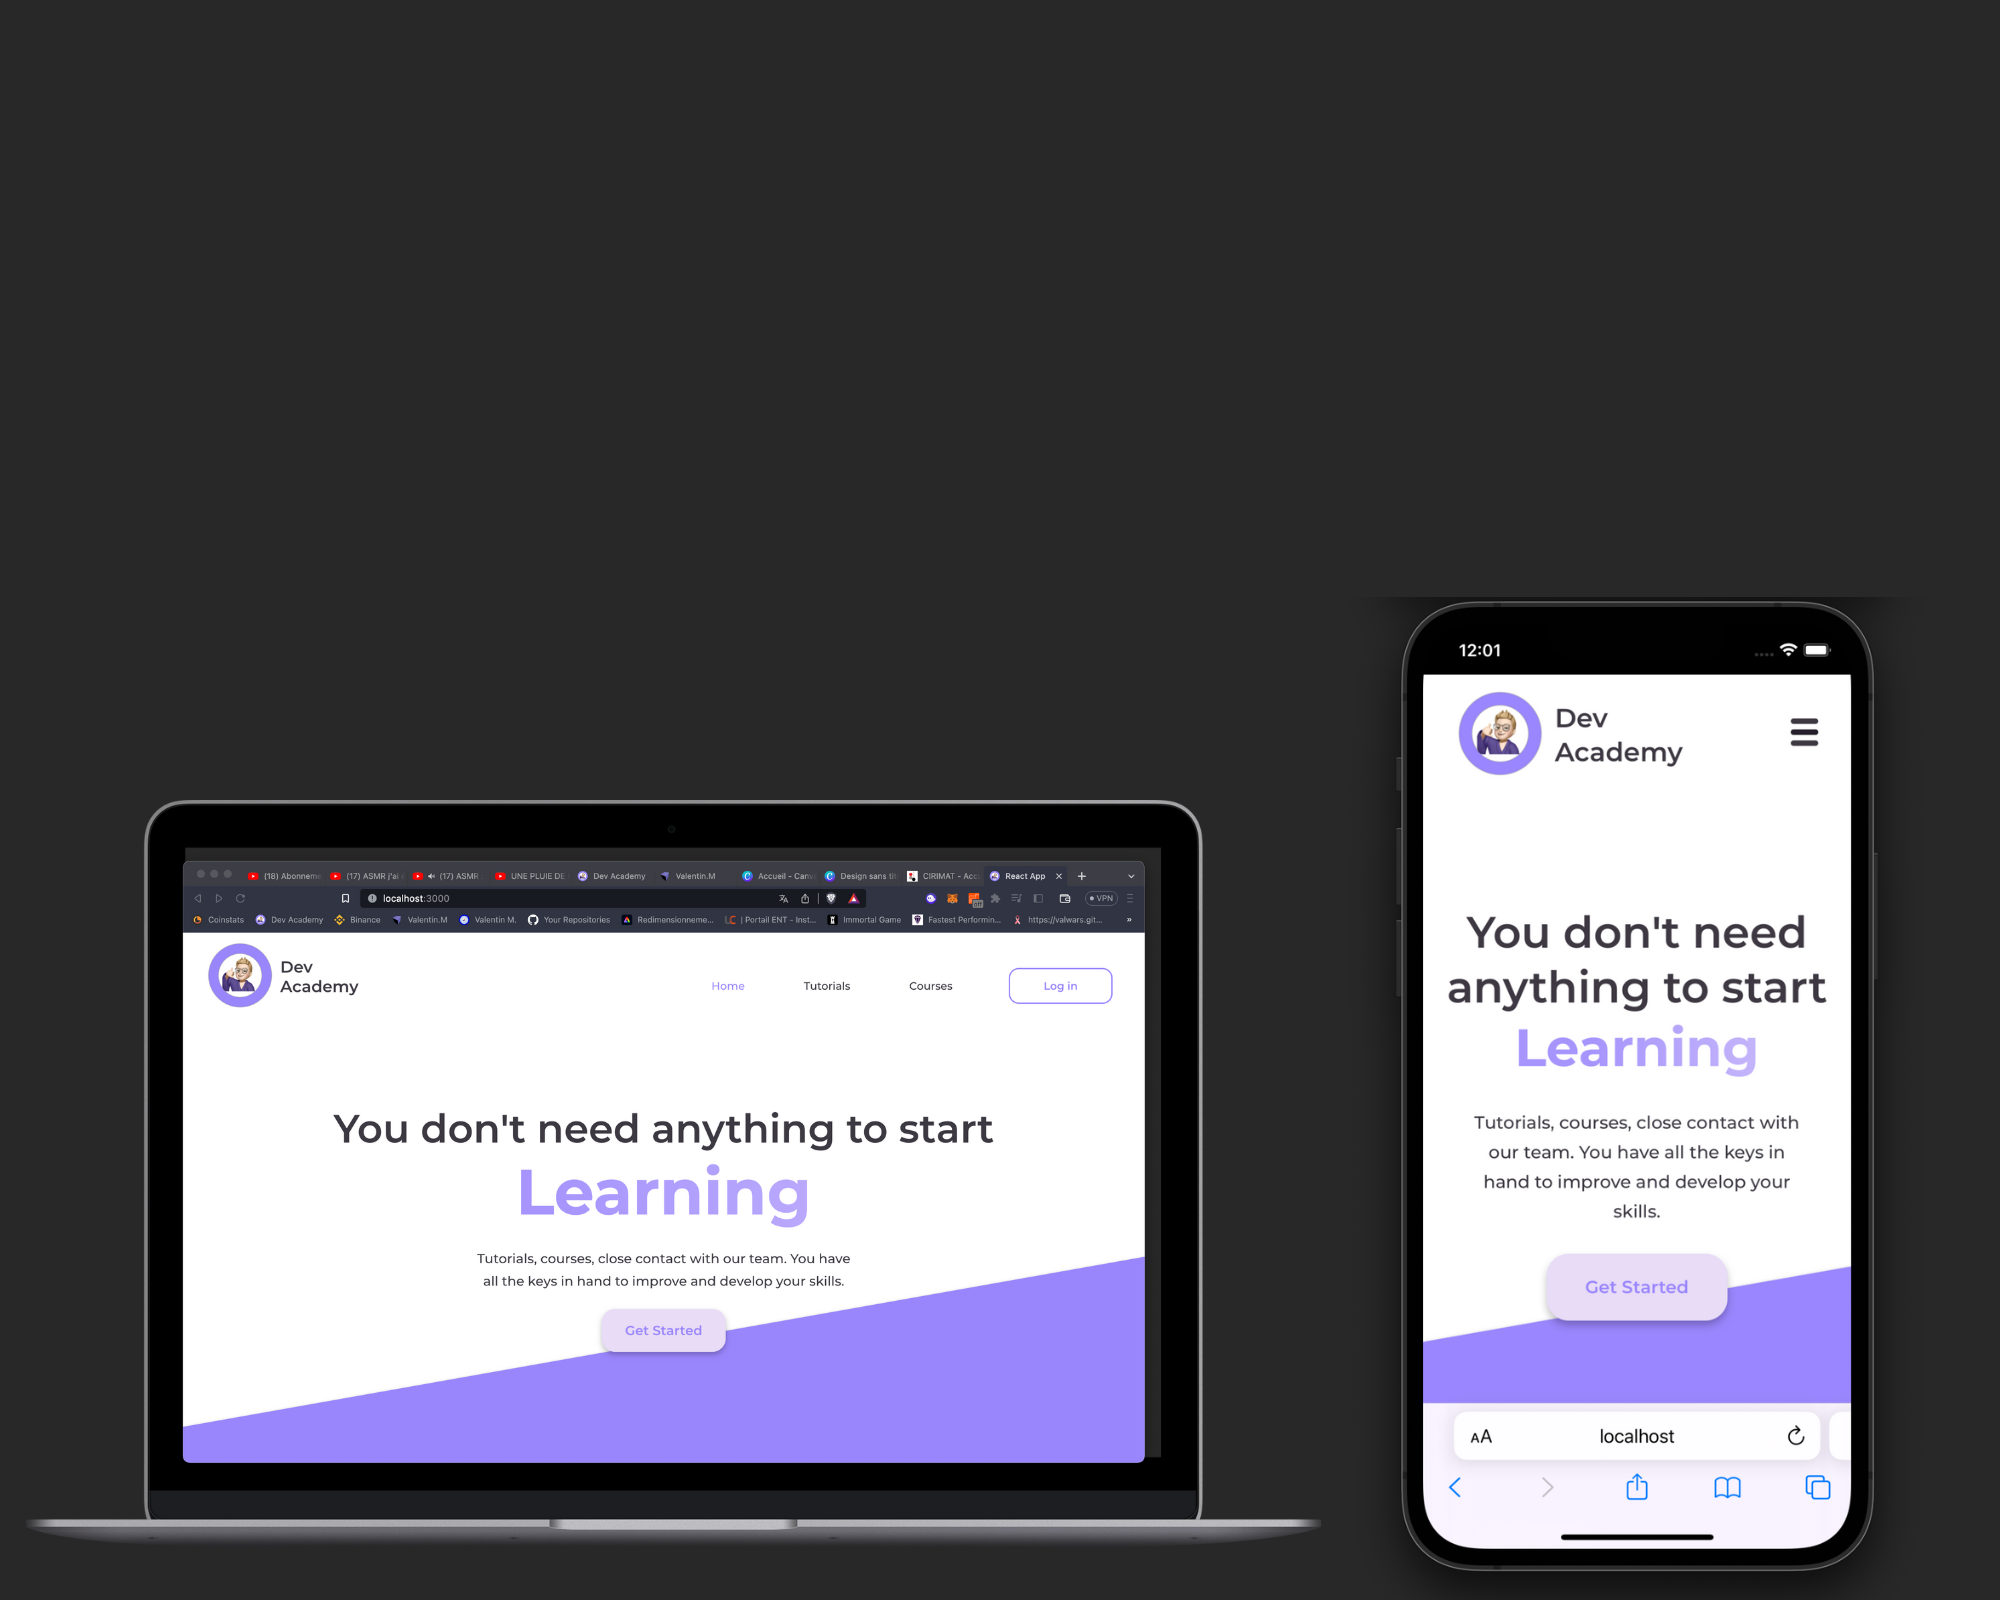 (18) Abonneme
(17) ASMR j'ai
(17) ASMR
UNE PLUIE DE
Dev Academy
Valentin.M
Accueil - Canv
Design sans tit
CIRIMAT - Acc
React App
localhost:3000
VPN
Coinstats
Dev Academy
Binance
Valentin.M
Valentin M.
Your Repositories
Redimensionneme...
| Portail ENT - Inst...
Immortal Game
Fastest Performin...
https://valwars.git...
»
Dev
Academy
Home
Tutorials
Courses
Log in
You don't need anything to start
Learning
Tutorials, courses, close contact with our team. You have
all the keys in hand to improve and develop your skills.
Get Started
12:01
Dev
Academy
You don't need
anything to start
Learning
Tutorials, courses, close contact with
our team. You have all the keys in
hand to improve and develop your
skills.
Get Started
AA
localhost